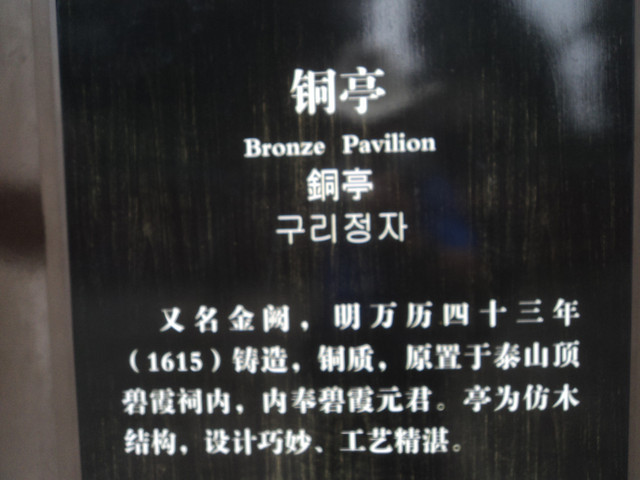 铜亭
Bronze Pavilion
銅亭
구리정자
又名金阙，明万历四十三年
（1615）铸造，铜质，原置于泰山顶
碧霞祠内，内奉碧霞元君。亭为仿木
结构，设计巧妙、工艺精湛。